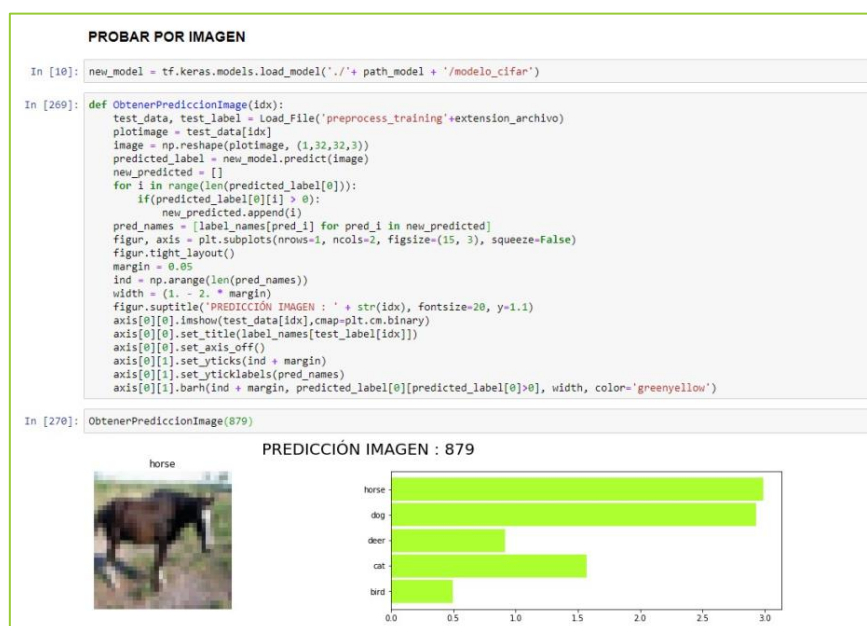 PROBAR POR IMAGEN
In [10]: new_model = tf.keras.models.load_model('./'+ path_model + '/modelo_cifar')
In [269]: def ObtenerPrediccionImage(idx):
    test_data, test_label = Load_File('preprocess_training'+extension_archivo)
    plotimage = test_data[idx]
    image = np.reshape(plotimage, (1,32,32,3))
    predicted_label = new_model.predict(image)
    new_predicted = []
    for i in range(len(predicted_label[0])):
        if(predicted_label[0][i] > 0):
            new_predicted.append(i)
    pred_names = [label_names[pred_i] for pred_i in new_predicted]
    figur, axis = plt.subplots(nrows=1, ncols=2, figsize=(15, 3), squeeze=False)
    figur.tight_layout()
    margin = 0.05
    ind = np.arange(len(pred_names))
    width = (1. - 2. * margin)
    figur.suptitle('PREDICCIÓN IMAGEN : ' + str(idx), fontsize=20, y=1.1)
    axis[0][0].imshow(test_data[idx],cmap=plt.cm.binary)
    axis[0][0].set_title(label_names[test_label[idx]])
    axis[0][0].set_axis_off()
    axis[0][1].set_yticks(ind + margin)
    axis[0][1].set_yticklabels(pred_names)
    axis[0][1].barh(ind + margin, predicted_label[0][predicted_label[0]>0], width, color='greenyellow')
In [270]: ObtenerPrediccionImage(879)
PREDICCIÓN IMAGEN : 879
horse
horse
dog
deer
cat
bird
0.0 0.5 1.0 1.5 2.0 2.5 3.0